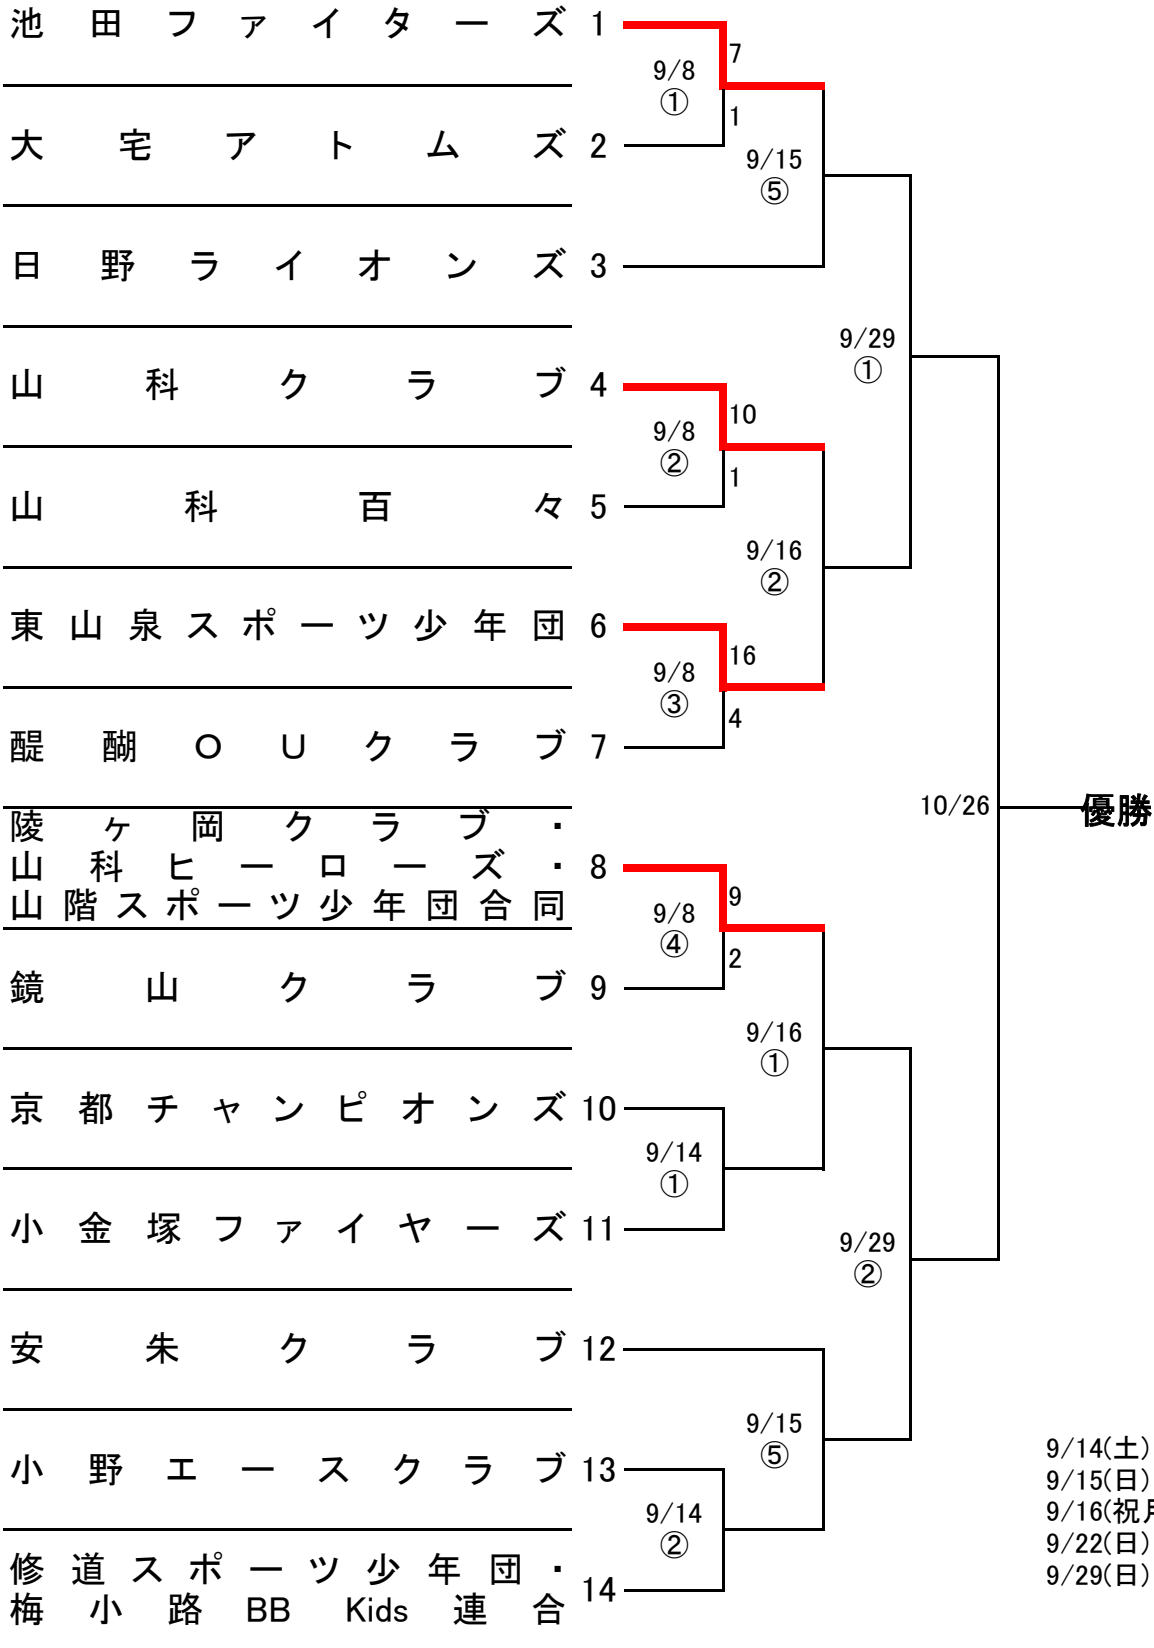 池田ファイターズ 1
7
9/8
①
1
大宅アトムズ 2
9/15
⑤
日野ライオンズ 3
9/29
①
山科クラブ 4
10
9/8
②
1
山科百々 5
9/16
②
東山泉スポーツ少年団 6
16
9/8
③
4
醍醐OUクラブ 7
10/26
優勝
陵ヶ岡クラブ・
山科ヒーローズ・ 8
山階スポーツ少年団合同
9
9/8
④
2
鏡山クラブ 9
9/16
①
京都チャンピオンズ 10
9/14
①
小金塚ファイヤーズ 11
9/29
②
安朱クラブ 12
9/15
⑤
小野エースクラブ 13
9/14
②
修道スポーツ少年団・
梅小路BB Kids連合 14
9/14(土)
9/15(日)
9/16(祝月
9/22(日)
9/29(日)